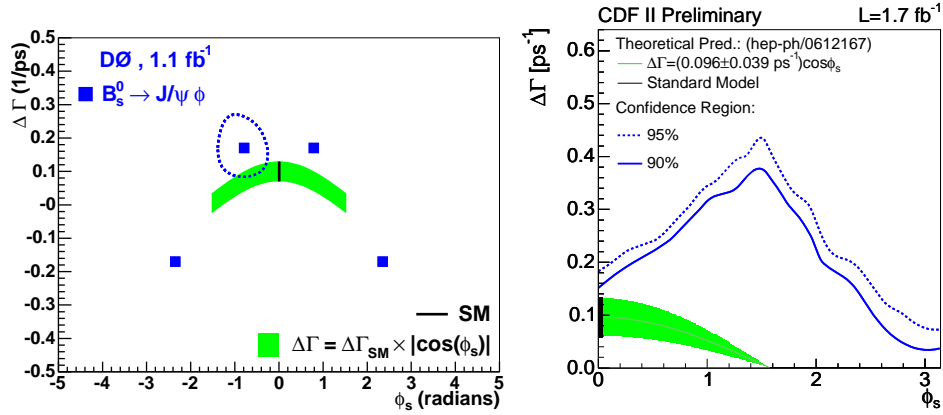 0.5
0.4
0.3
0.2
0.1
-0
-0.1
-0.2
-0.3
-0.4
-0.5
Δ Γ (1/ps)
DØ , 1.1 fb⁻¹
B⁰ₛ → J/ψ φ
SM
ΔΓ = ΔΓ_SM × |cos(φₛ)|
-5 -4 -3 -2 -1 0 1 2 3 4 5
φₛ (radians)
CDF II Preliminary L=1.7 fb⁻¹
ΔΓ [ps⁻¹]
0.6
0.5
0.4
0.3
0.2
0.1
0.0
Theoretical Pred.: (hep-ph/0612167)
ΔΓ=(0.096±0.039 ps⁻¹)cosφₛ
Standard Model
Confidence Region:
95%
90%
0 1 2 3
φₛ